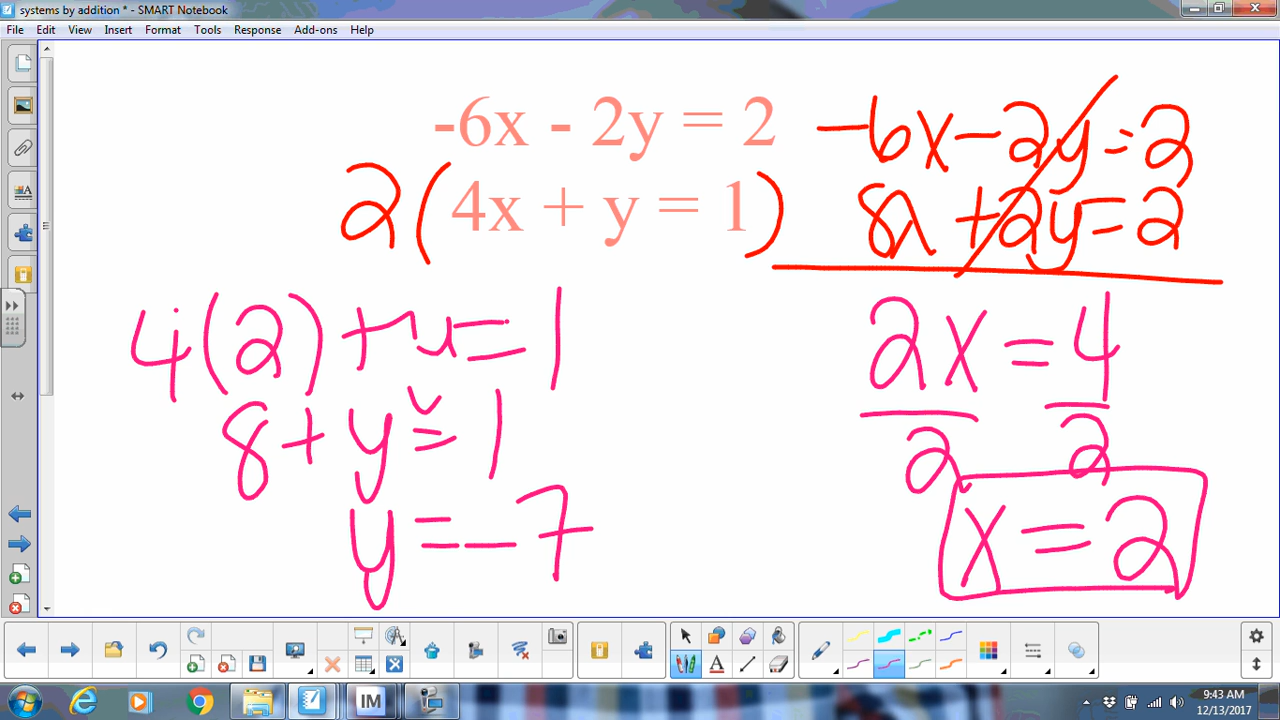 systems by addition * - SMART Notebook
File Edit View Insert Format Tools Response Add-ons Help
-6x - 2y = 2
2(4x + y = 1)
-6x-2y=2
8x+2y=2
2x=4
2 2
x=2
4(2)+y=1
8+y=1
y=-7
A
IM
9:43 AM
12/13/2017